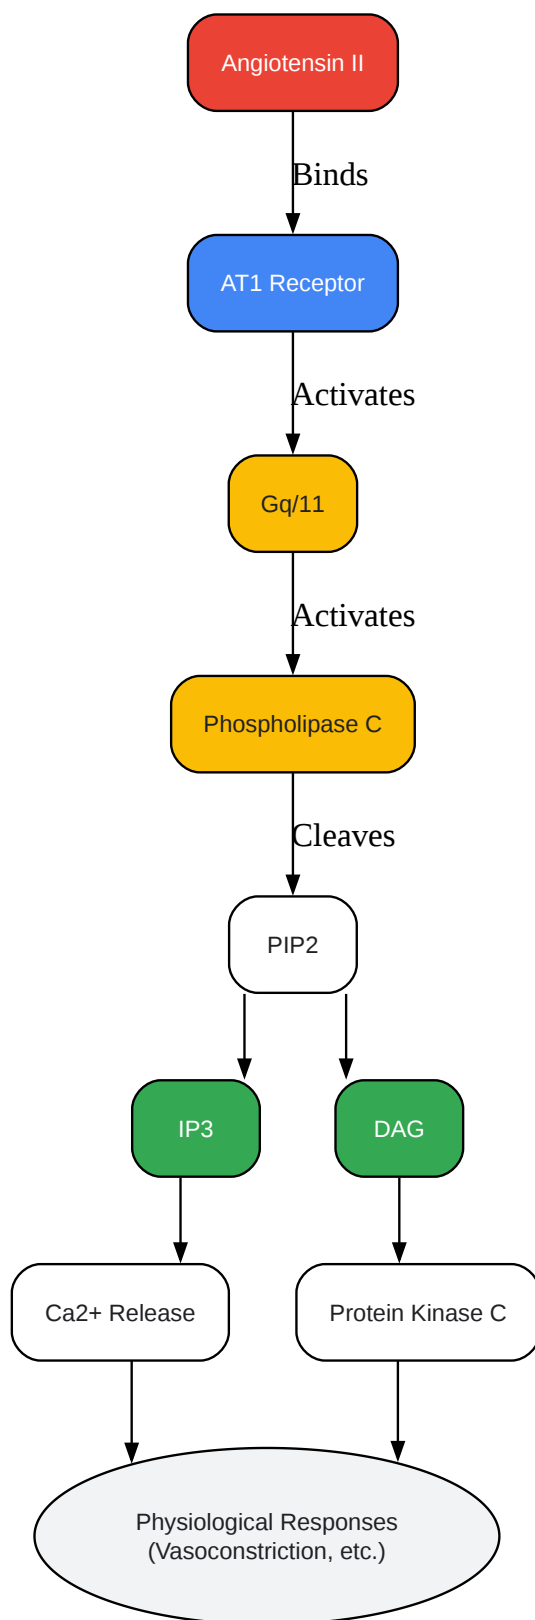 Angiotensin II
Binds
AT1 Receptor
Activates
Gq/11
Activates
Phospholipase C
Cleaves
PIP2
IP3
DAG
Ca2+ Release
Protein Kinase C
Physiological Responses
(Vasoconstriction, etc.)